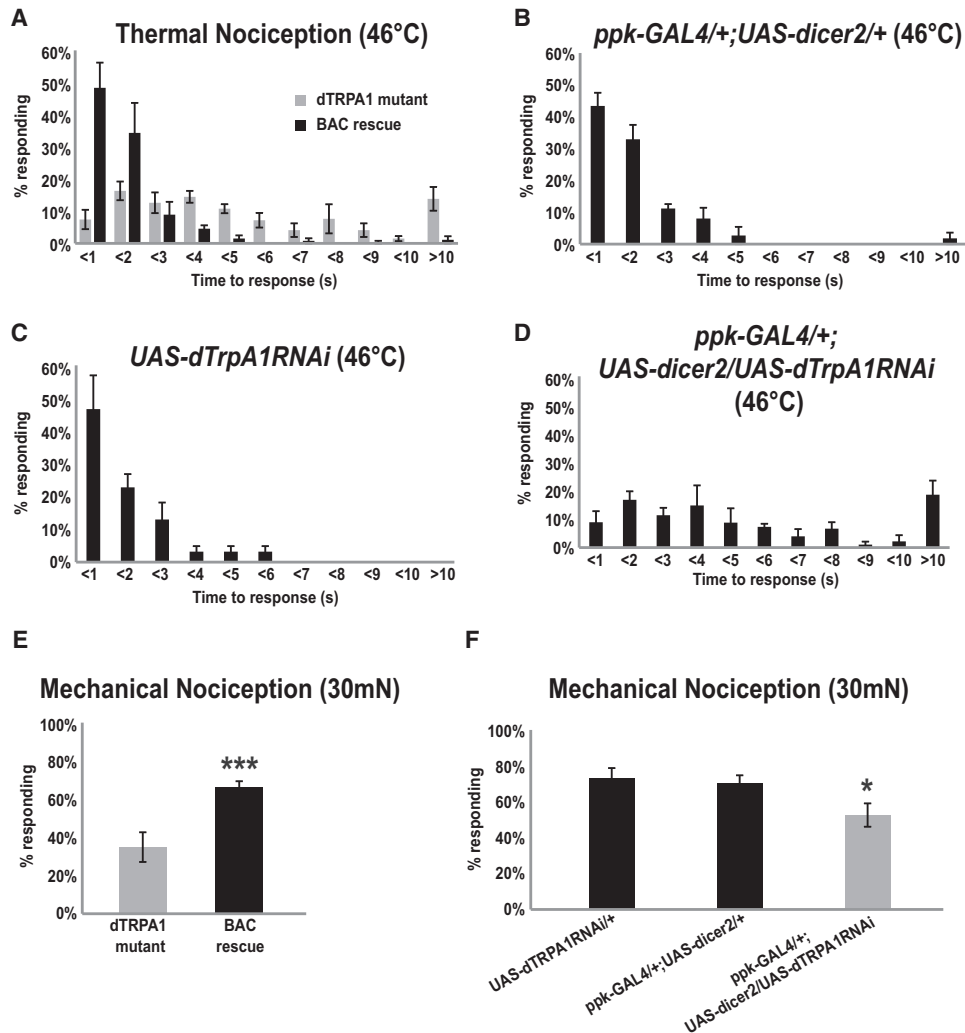 A
Thermal Nociception (46°C)
60%
50%
40%
30%
20%
10%
0%
% responding
dTRPA1 mutant
BAC rescue
<1 <2 <3 <4 <5 <6 <7 <8 <9 <10 >10
Time to response (s)
B
ppk-GAL4/+;UAS-dicer2/+ (46°C)
60%
50%
40%
30%
20%
10%
0%
% responding
<1 <2 <3 <4 <5 <6 <7 <8 <9 <10 >10
Time to response (s)
C
UAS-dTrpA1RNAi (46°C)
60%
50%
40%
30%
20%
10%
0%
% responding
<1 <2 <3 <4 <5 <6 <7 <8 <9 <10 >10
Time to response (s)
D
ppk-GAL4/+;
UAS-dicer2/UAS-dTrpA1RNAi
(46°C)
60%
50%
40%
30%
20%
10%
0%
% responding
<1 <2 <3 <4 <5 <6 <7 <8 <9 <10 >10
Time to response (s)
E
Mechanical Nociception (30mN)
100%
80%
60%
40%
20%
0%
% responding
***
dTRPA1
mutant
BAC
rescue
F
Mechanical Nociception (30mN)
100%
80%
60%
40%
20%
0%
% responding
*
UAS-dTRPA1RNAi/+
ppk-GAL4/+;UAS-dicer2/+
ppk-GAL4/+;
UAS-dicer2/UAS-dTRPA1RNAi